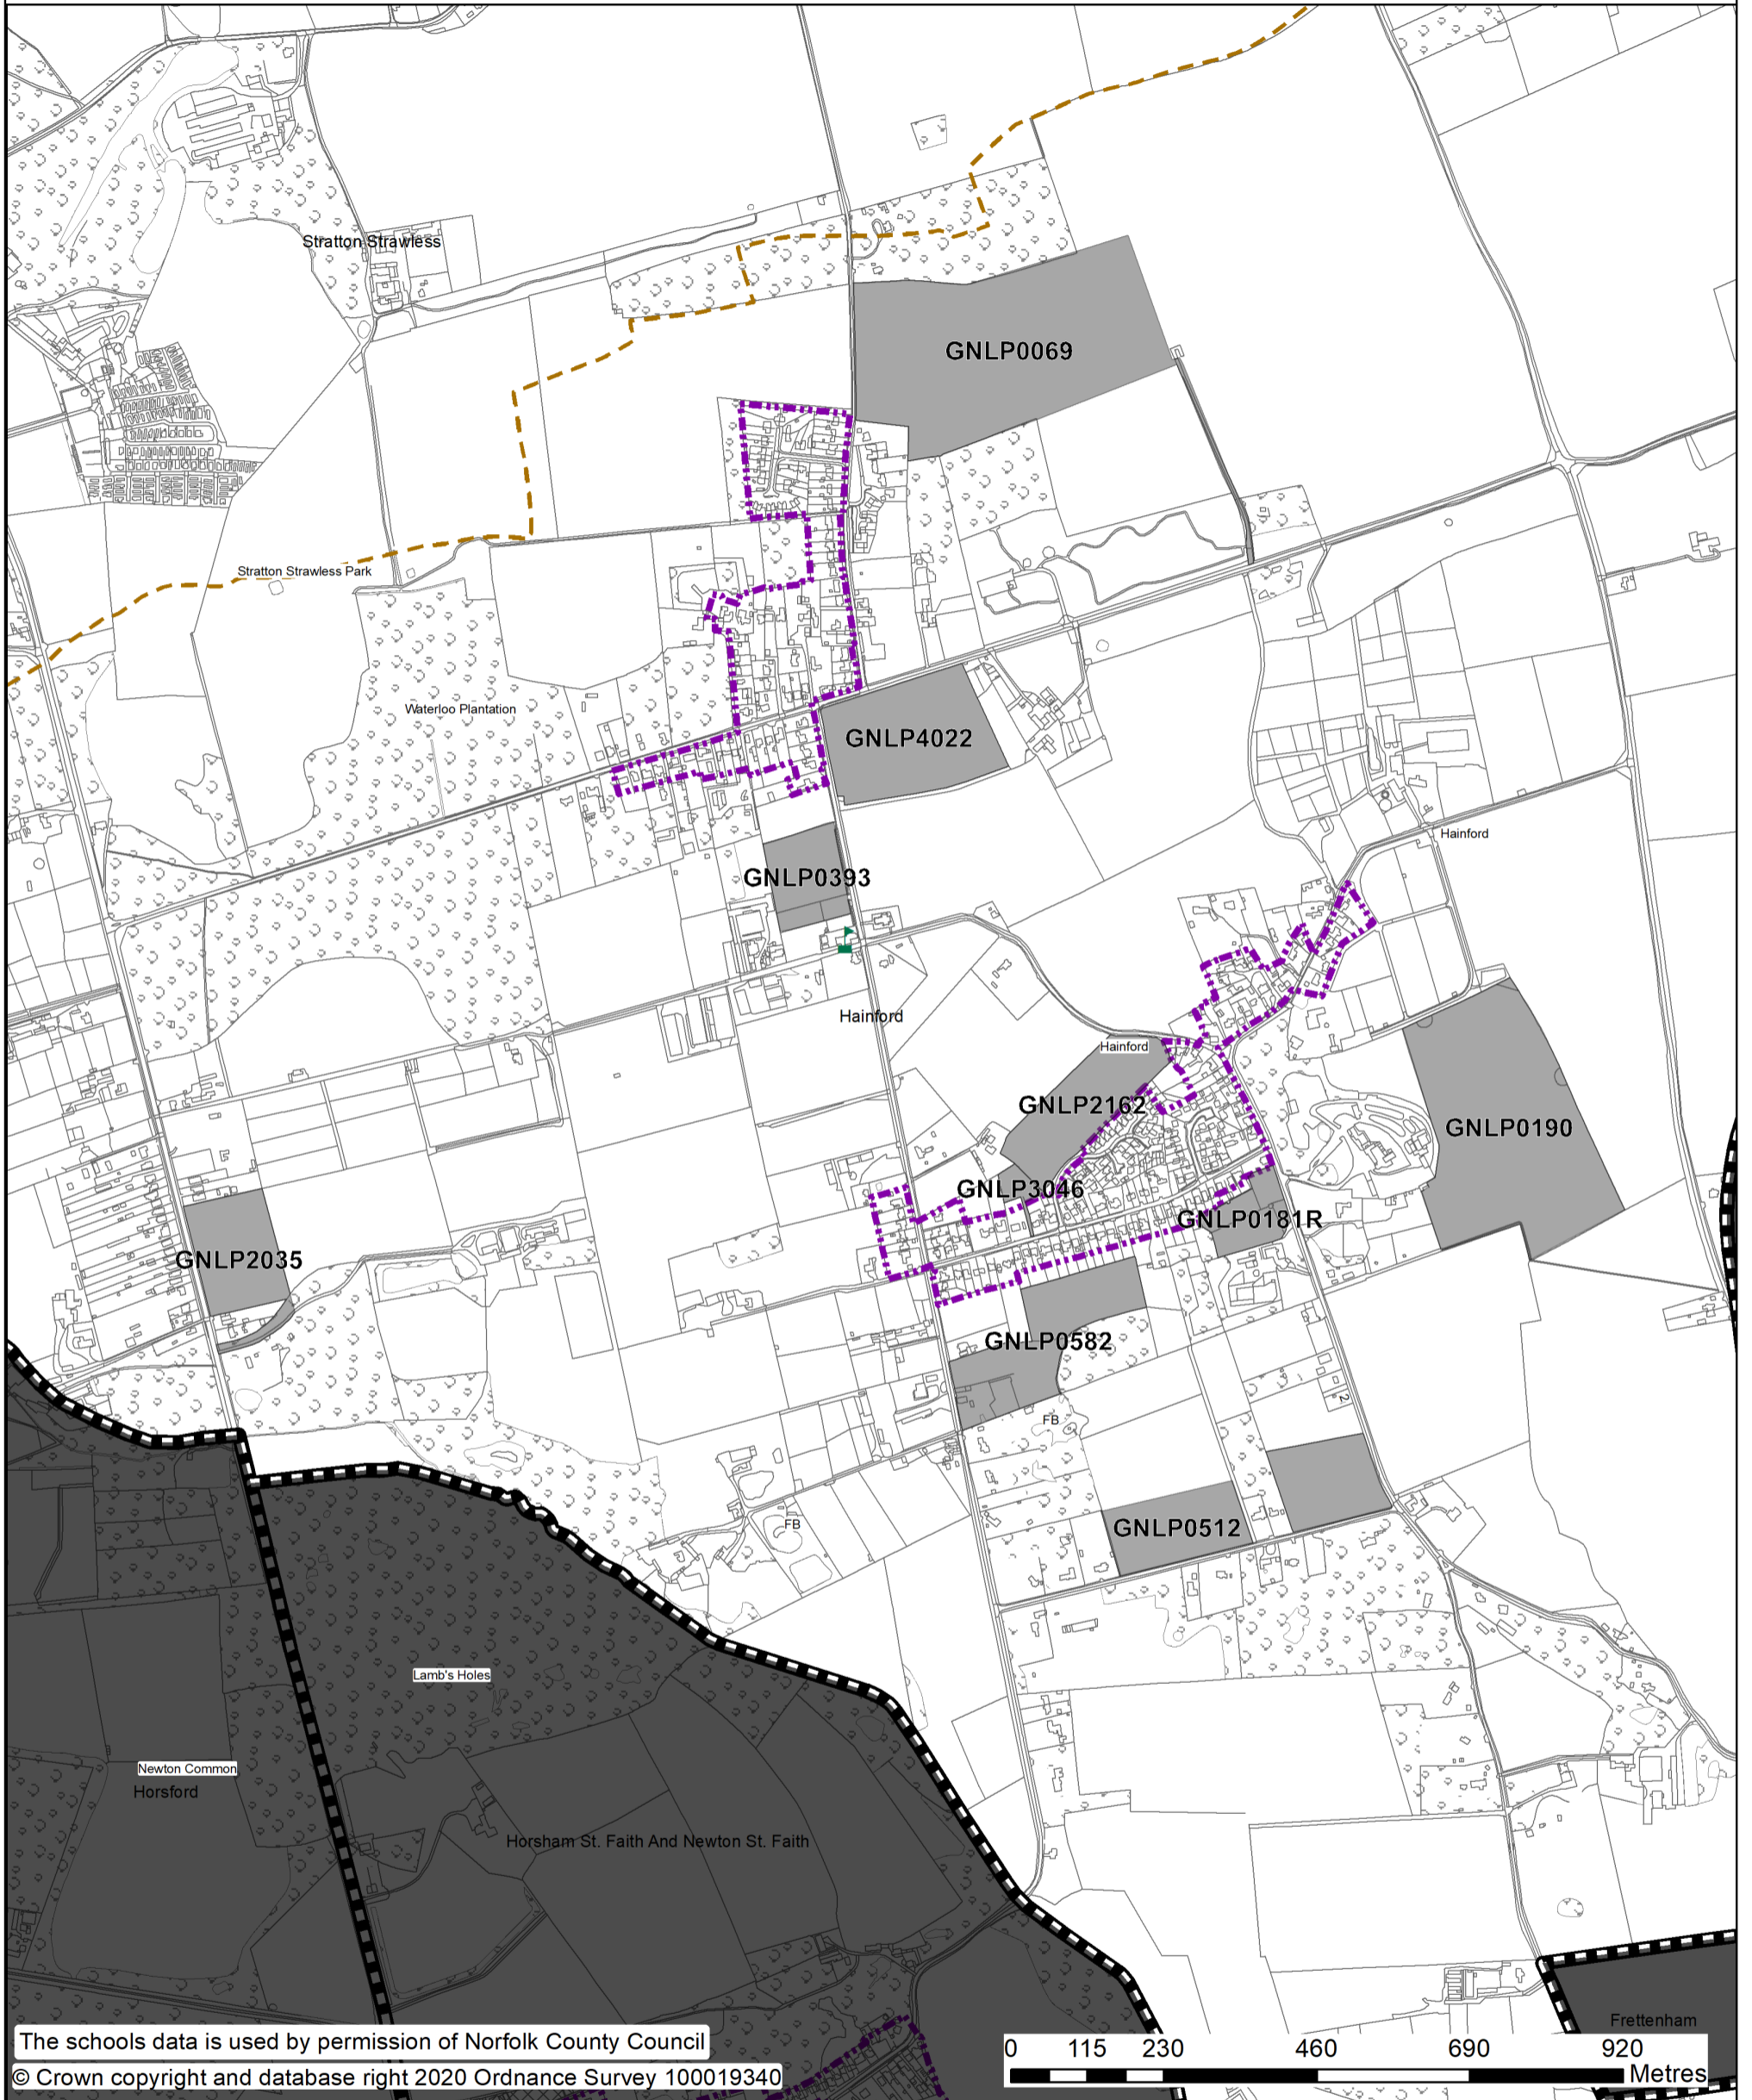 Stratton Strawless
GNLP0069
Stratton Strawless Park
Waterloo Plantation
GNLP4022
Hainford
GNLP0393
Hainford
Hainford
GNLP2162
GNLP0190
GNLP3046
GNLP0181R
GNLP2035
GNLP0582
FB
GNLP0512
FB
Lamb's Holes
Newton Common
Horsford
Horsham St. Faith And Newton St. Faith
Frettenham
The schools data is used by permission of Norfolk County Council
© Crown copyright and database right 2020 Ordnance Survey 100019340
0 115 230 460 690 920
Metres